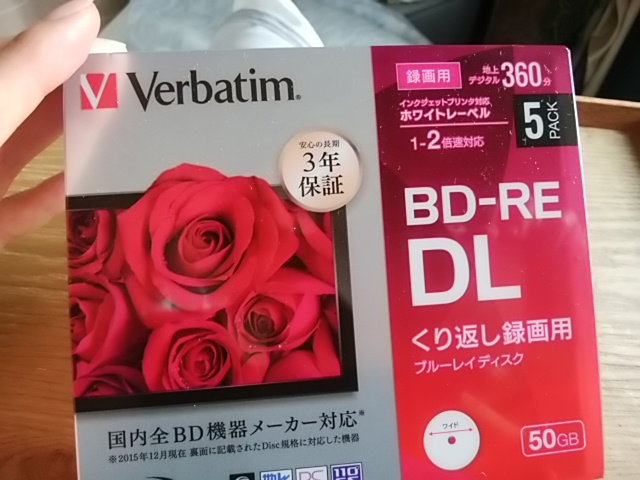 Verbatim®
録画用
地上デジタル360分
インクジェットプリンタ対応
ホワイトレーベル
1-2倍速対応
5 PACK
安心の長期
3年
保証
BD-RE
DL
くり返し録画用
ブルーレイディスク
ワイド
50GB
国内全BD機器メーカー対応※
※2015年12月現在 裏面に記載されたDisc規格に対応した機器